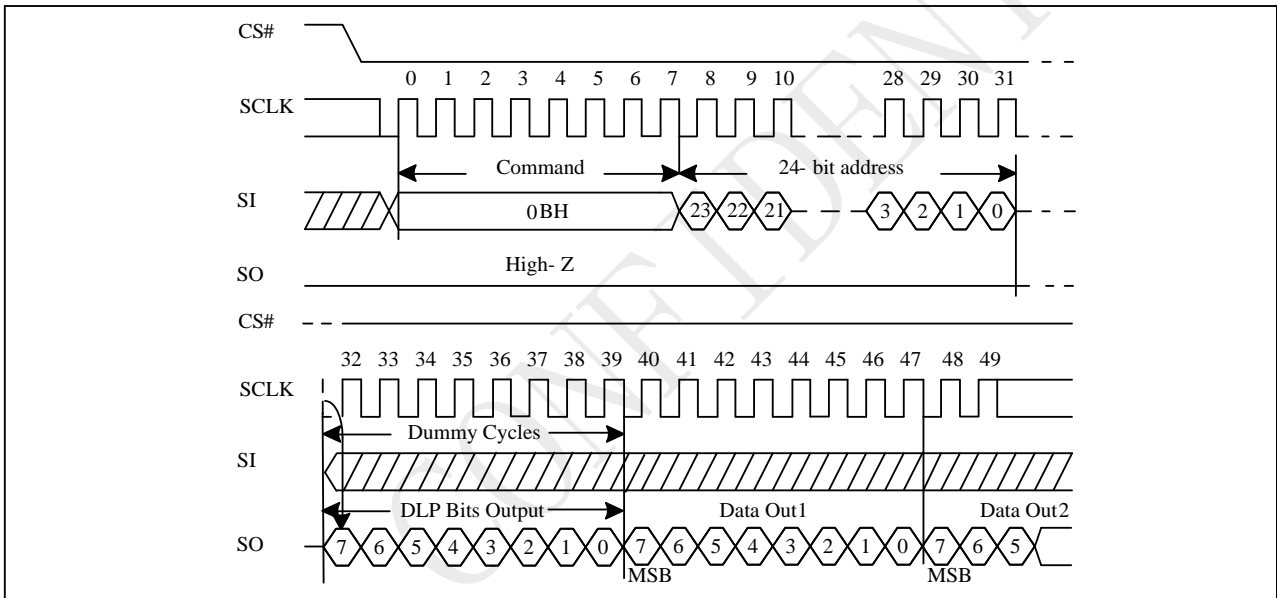 CS#
0 1 2 3 4 5 6 7 8 9 10 28 29 30 31
SCLK
Command 24- bit address
SI 0BH 23 22 21 3 2 1 0
High- Z
SO
CS#
32 33 34 35 36 37 38 39 40 41 42 43 44 45 46 47 48 49
SCLK
Dummy Cycles
SI
DLP Bits Output Data Out1 Data Out2
SO 7 6 5 4 3 2 1 0 7 6 5 4 3 2 1 0 7 6 5
MSB MSB
CONFIDENT